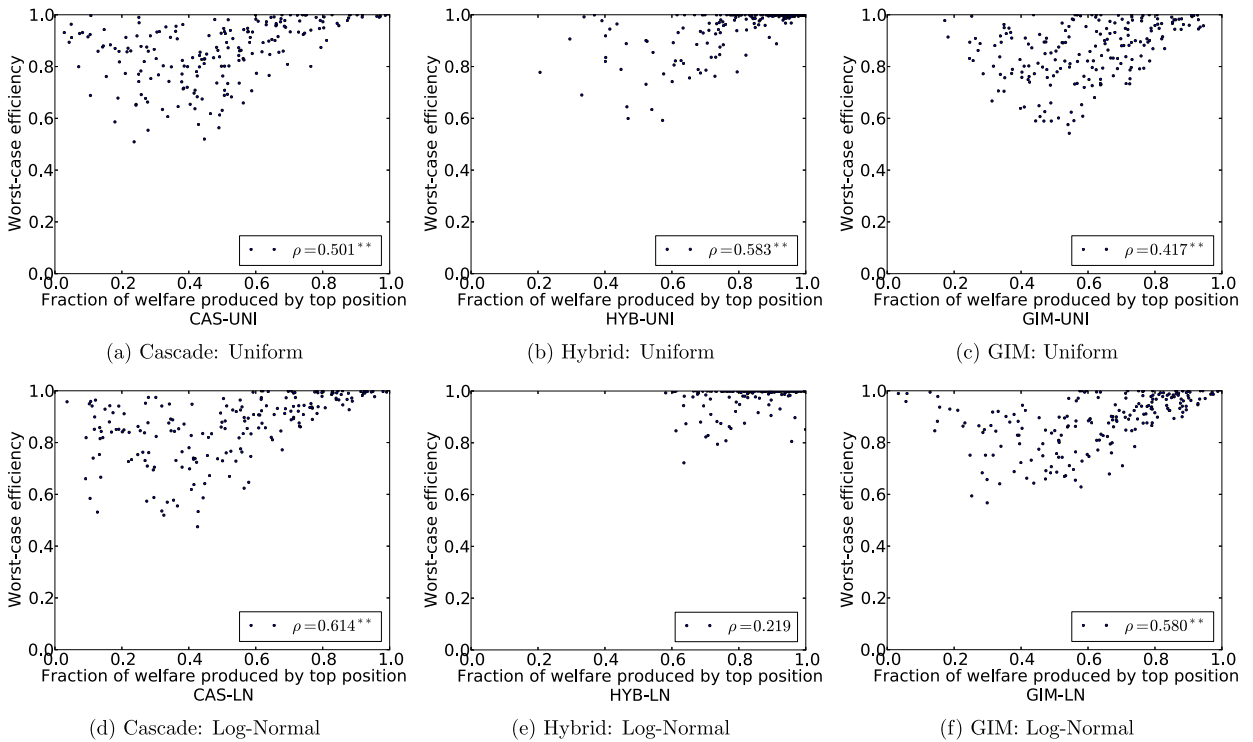 1.0
0.8
0.6
0.4
0.2
0.0
Worst-case efficiency
ρ=0.501**
0.0 0.2 0.4 0.6 0.8 1.0
Fraction of welfare produced by top position
CAS-UNI
(a) Cascade: Uniform
1.0
0.8
0.6
0.4
0.2
0.0
Worst-case efficiency
ρ=0.583**
0.0 0.2 0.4 0.6 0.8 1.0
Fraction of welfare produced by top position
HYB-UNI
(b) Hybrid: Uniform
1.0
0.8
0.6
0.4
0.2
0.0
Worst-case efficiency
ρ=0.417**
0.0 0.2 0.4 0.6 0.8 1.0
Fraction of welfare produced by top position
GIM-UNI
(c) GIM: Uniform
1.0
0.8
0.6
0.4
0.2
0.0
Worst-case efficiency
ρ=0.614**
0.0 0.2 0.4 0.6 0.8 1.0
Fraction of welfare produced by top position
CAS-LN
(d) Cascade: Log-Normal
1.0
0.8
0.6
0.4
0.2
0.0
Worst-case efficiency
ρ=0.219
0.0 0.2 0.4 0.6 0.8 1.0
Fraction of welfare produced by top position
HYB-LN
(e) Hybrid: Log-Normal
1.0
0.8
0.6
0.4
0.2
0.0
Worst-case efficiency
ρ=0.580**
0.0 0.2 0.4 0.6 0.8 1.0
Fraction of welfare produced by top position
GIM-LN
(f) GIM: Log-Normal